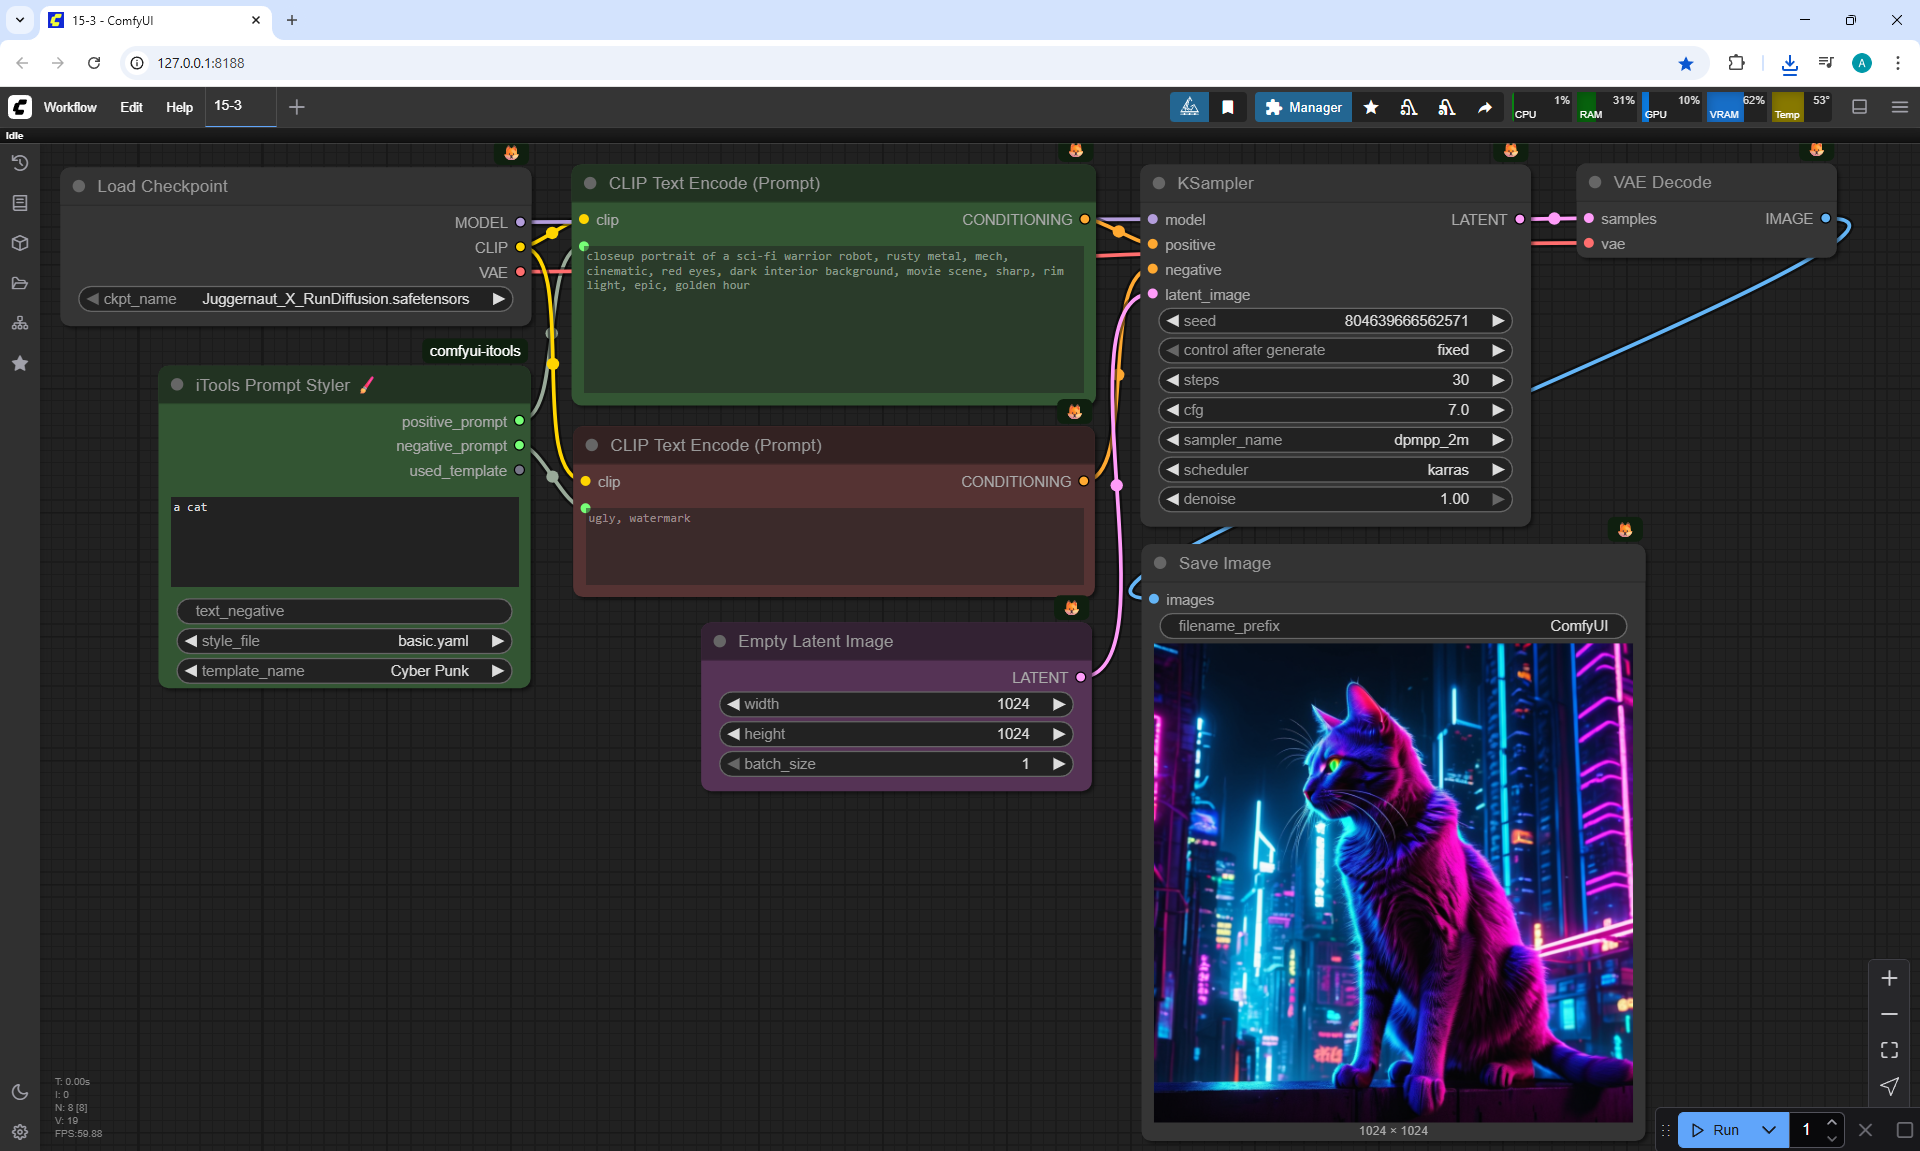 15-3 - ComfyUI
127.0.0.1:8188
Workflow Edit Help 15-3
Manager
CPU 1% RAM 31% GPU 10% VRAM 62% Temp 53°
Idle
Load Checkpoint
MODEL
CLIP
VAE
ckpt_name Juggernaut_X_RunDiffusion.safetensors
comfyui-itools
iTools Prompt Styler
positive_prompt
negative_prompt
used_template
a cat
text_negative
style_file basic.yaml
template_name Cyber Punk
CLIP Text Encode (Prompt)
clip CONDITIONING
closeup portrait of a sci-fi warrior robot, rusty metal, mech,
cinematic, red eyes, dark interior background, movie scene, sharp, rim
light, epic, golden hour
CLIP Text Encode (Prompt)
clip CONDITIONING
ugly, watermark
Empty Latent Image
LATENT
width 1024
height 1024
batch_size 1
KSampler
model LATENT
positive
negative
latent_image
seed 804639666562571
control after generate fixed
steps 30
cfg 7.0
sampler_name dpmpp_2m
scheduler karras
denoise 1.00
VAE Decode
samples IMAGE
vae
Save Image
images
filename_prefix ComfyUI
1024 × 1024
T: 0.00s
I: 0
N: 8 [8]
V: 19
FPS:59.88
Run 1
A